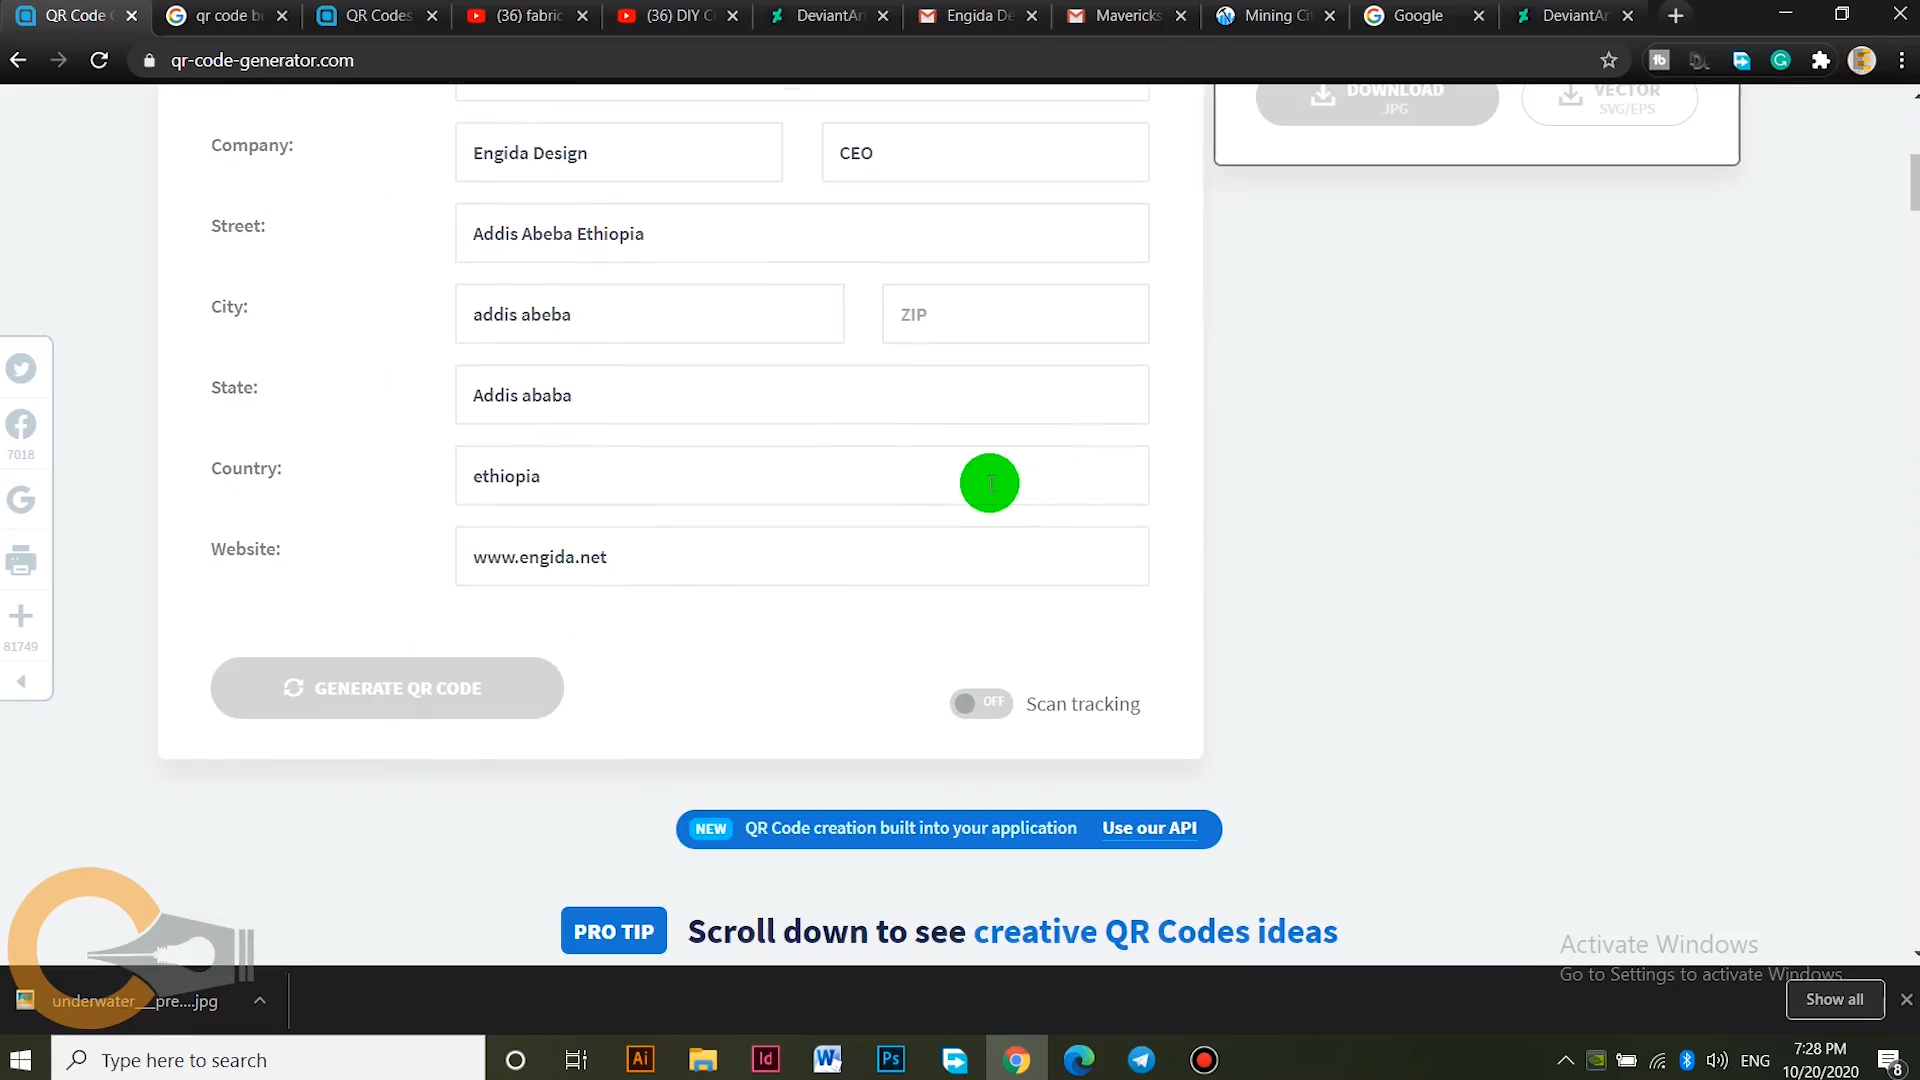 QR Code
qr code bu
QR Codes
(36) fabric
(36) DIY C
DeviantAr
Engida De
Mavericks
Mining Ci
Google
DeviantAr
qr-code-generator.com
DOWNLOAD
JPG
VECTOR
SVG/EPS
Company:
Engida Design
CEO
Street:
Addis Abeba Ethiopia
City:
addis abeba
ZIP
State:
Addis ababa
Country:
ethiopia
Website:
www.engida.net
7018
81749
GENERATE QR CODE
OFF
Scan tracking
NEW
QR Code creation built into your application
Use our API
PRO TIP
Scroll down to see creative QR Codes ideas
Activate Windows
Go to Settings to activate Windows.
underwater___pre....jpg
Show all
Type here to search
Ai
Id
W
Ps
ENG
7:28 PM
10/20/2020
8